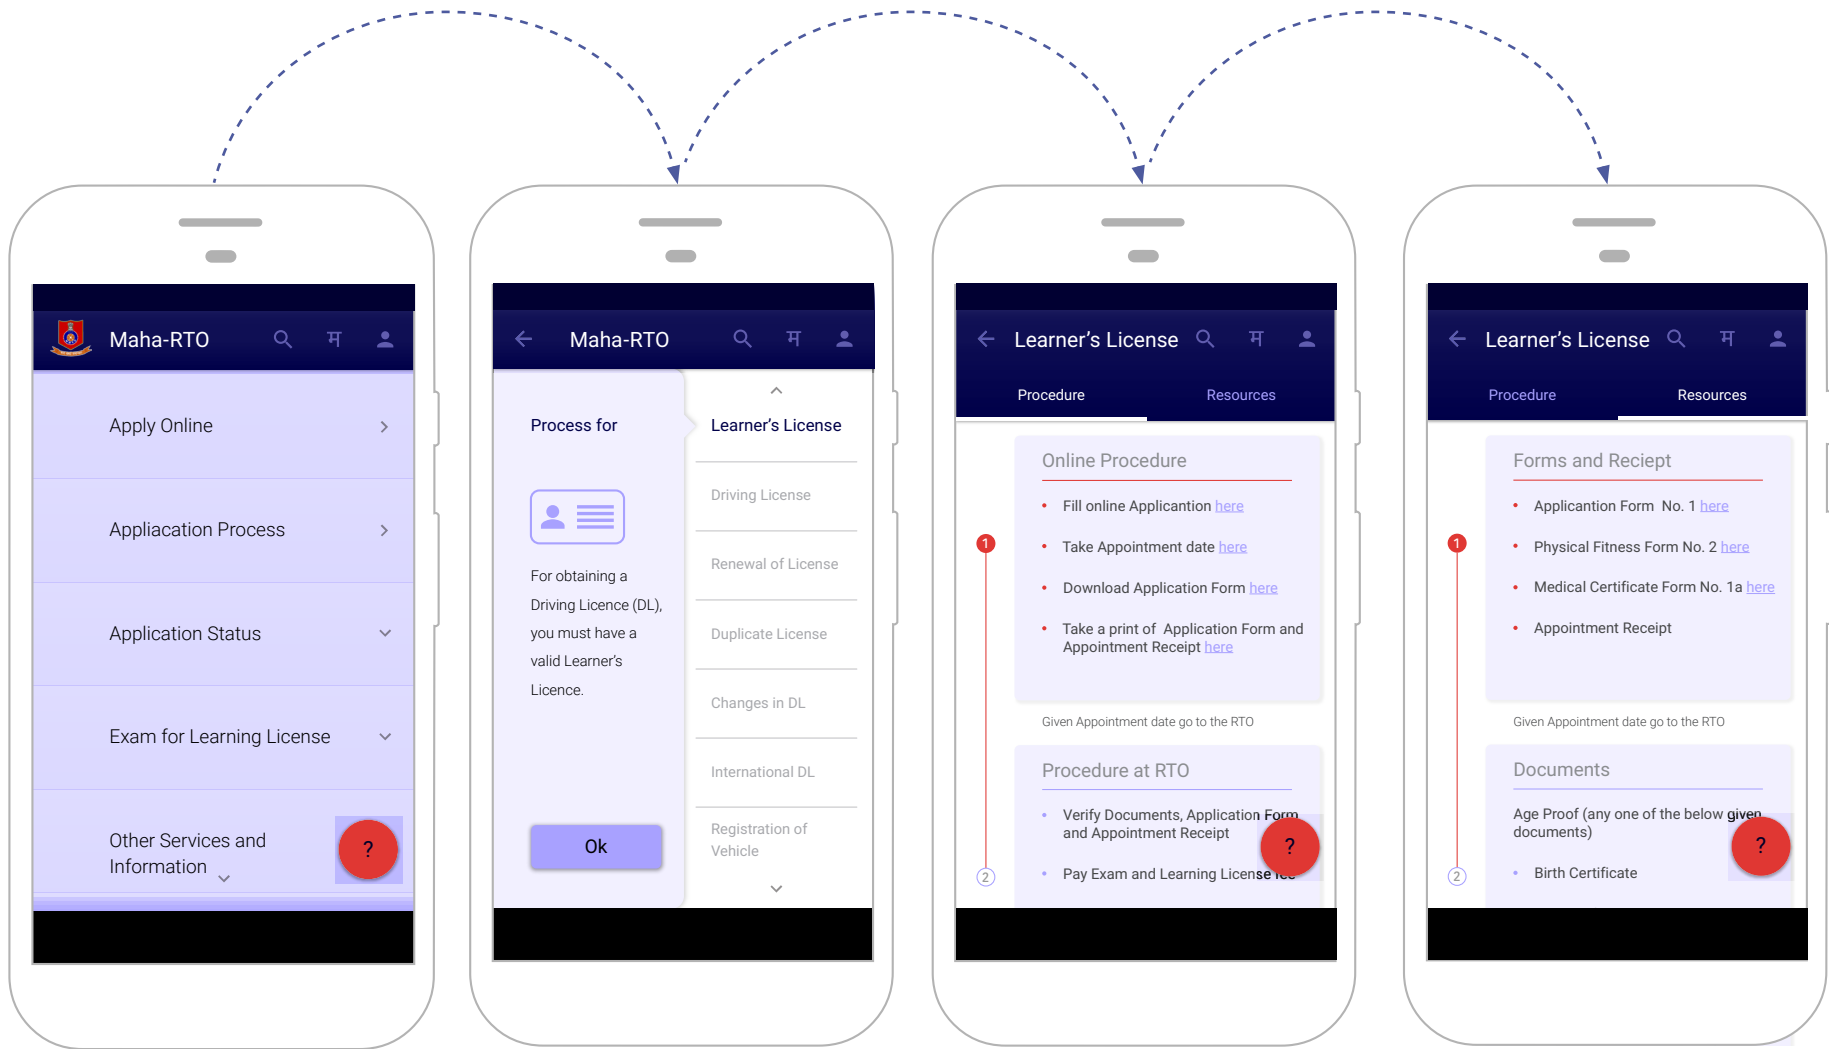 Maha-RTO म
Apply Online
Appliacation Process
Application Status
Exam for Learning License
Other Services and
Information
?
Maha-RTO म
Process for
For obtaining a
Driving Licence (DL),
you must have a
valid Learner's
Licence.
Ok
Learner's License
Driving License
Renewal of License
Duplicate License
Changes in DL
International DL
Registration of
Vehicle
Learner's License म
Procedure Resources
1
Online Procedure
• Fill online Applicantion here
• Take Appointment date here
• Download Application Form here
• Take a print of Application Form and
Appointment Receipt here
Given Appointment date go to the RTO
2
Procedure at RTO
• Verify Documents, Application Form
and Appointment Receipt
• Pay Exam and Learning License fee
?
Learner's License म
Procedure Resources
1
Forms and Reciept
• Applicantion Form No. 1 here
• Physical Fitness Form No. 2 here
• Medical Certificate Form No. 1a here
• Appointment Receipt
Given Appointment date go to the RTO
2
Documents
Age Proof (any one of the below given
documents)
• Birth Certificate
?